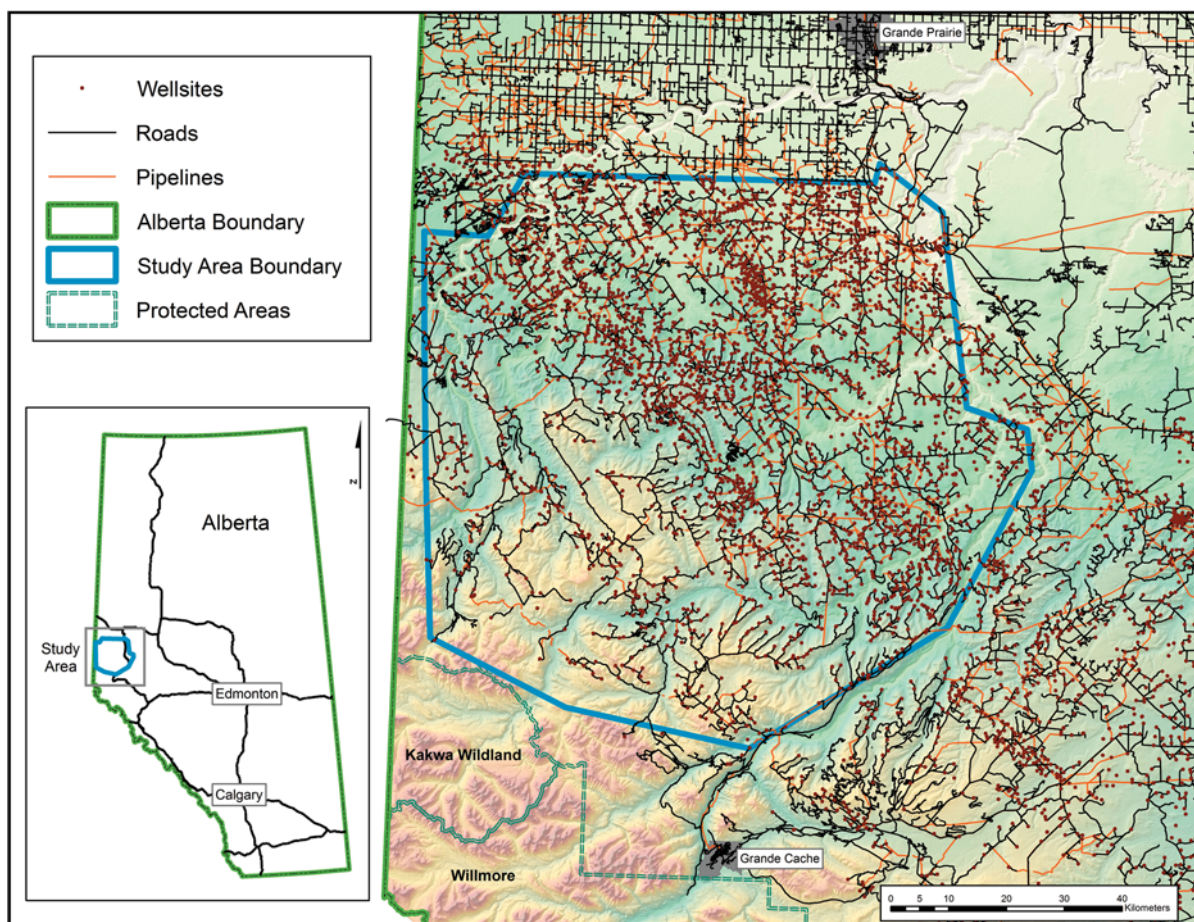 Wellsites
Roads
Pipelines
Alberta Boundary
Study Area Boundary
Protected Areas
N
Alberta
Study
Area
Edmonton
Calgary
Grande Prairie
Kakwa Wildland
Willmore
Grande Cache
0 5 10 20 30 40
Kilometers